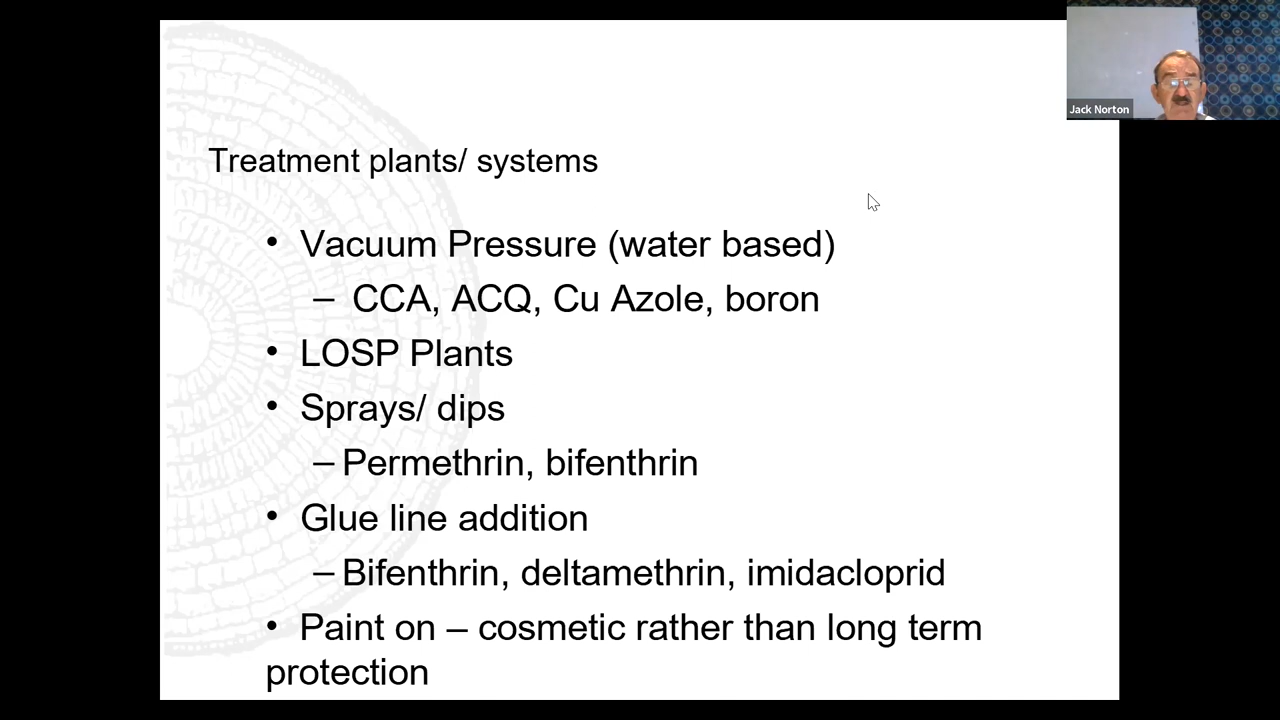 Jack Norton
Treatment plants/ systems
• Vacuum Pressure (water based)
– CCA, ACQ, Cu Azole, boron
• LOSP Plants
• Sprays/ dips
– Permethrin, bifenthrin
• Glue line addition
– Bifenthrin, deltamethrin, imidacloprid
• Paint on – cosmetic rather than long term
protection